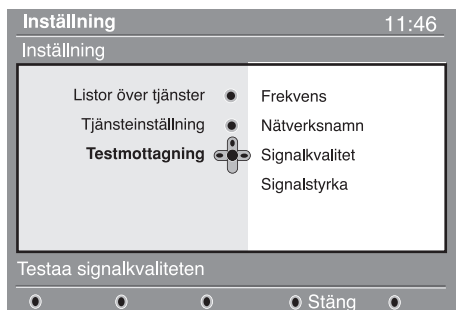 Inställning 11:46
Inställning
Listor över tjänster Frekvens
Tjänsteinställning Nätverksnamn
Testmottagning Signalkvalitet
Signalstyrka
Testaa signalkvaliteten
Stäng